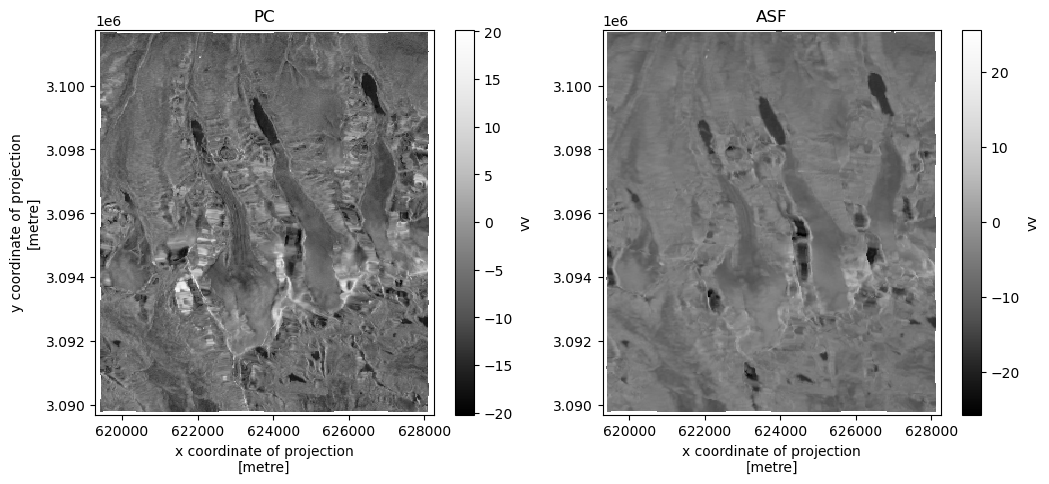 PC
1e6
3.100
3.098
3.096
3.094
3.092
3.090
y coordinate of projection
[metre]
620000 622000 624000 626000 628000
x coordinate of projection
[metre]
20
15
10
5
0
−5
−10
−15
−20
vv
ASF
1e6
3.100
3.098
3.096
3.094
3.092
3.090
620000 622000 624000 626000 628000
x coordinate of projection
[metre]
20
10
0
−10
−20
vv